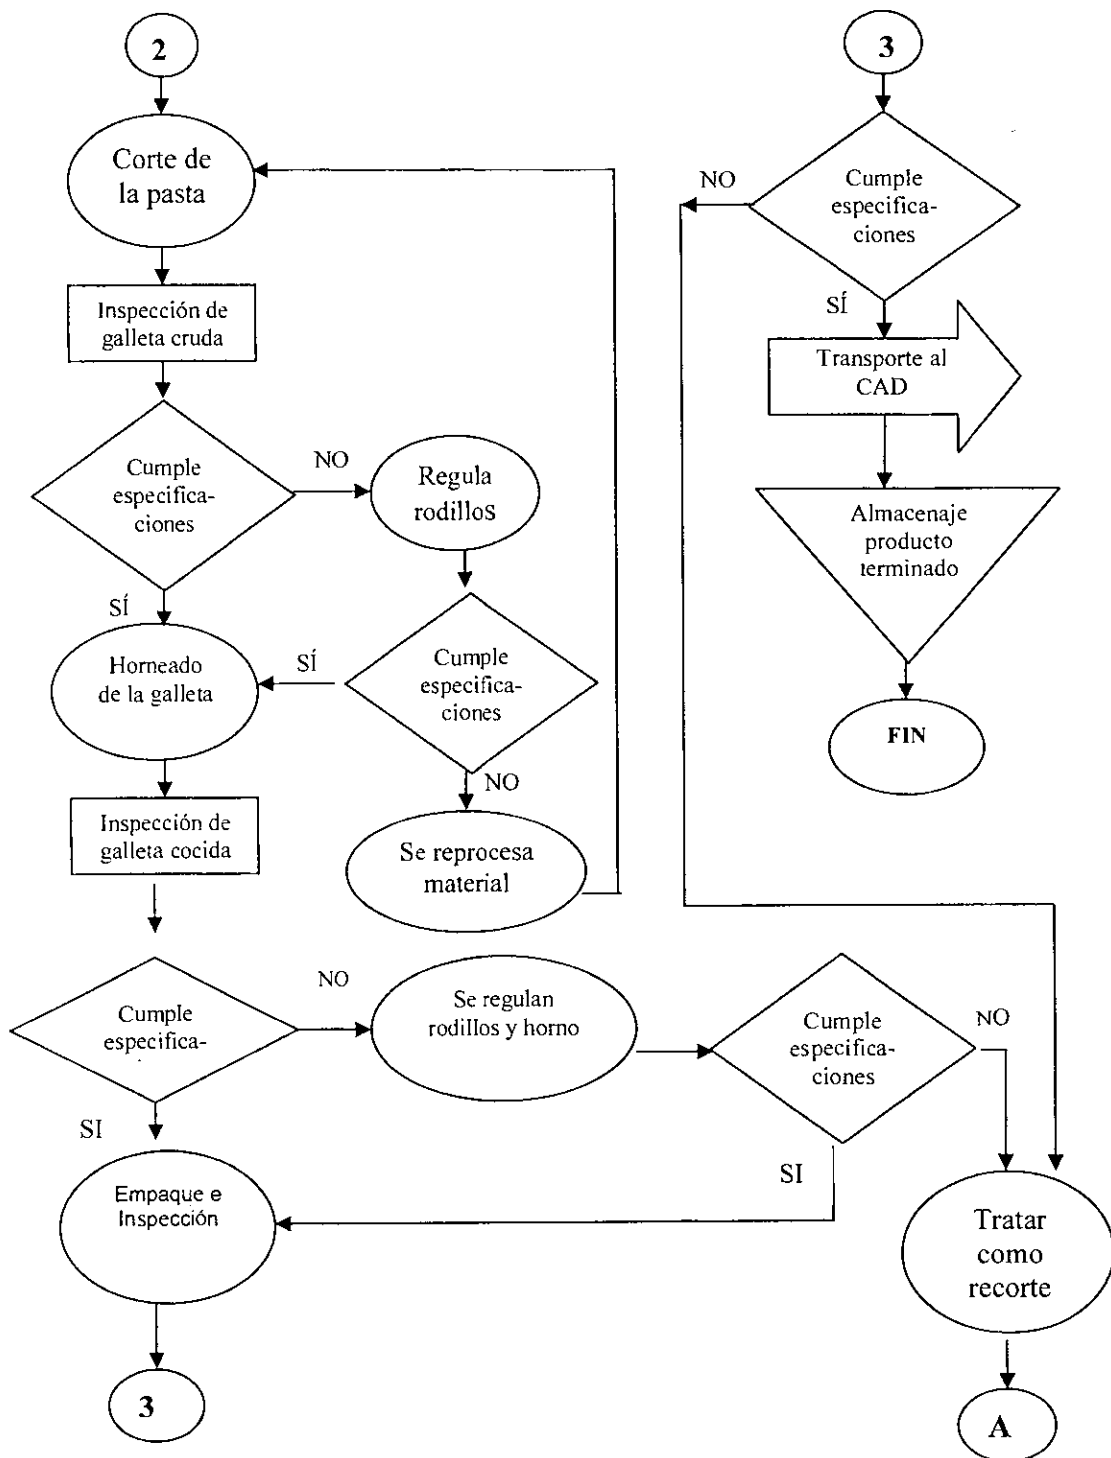 2
Corte de
la pasta
Inspección de
galleta cruda
Cumple
especifica-
ciones
NO
Regula
rodillos
SÍ
Horneado
de la galleta
SÍ
Cumple
especifica-
ciones
NO
Se reprocesa
material
Inspección de
galleta cocida
Cumple
especifica-
NO
Se regulan
rodillos y horno
Cumple
especifica-
ciones
NO
SI
SI
Empaque e
Inspección
3
3
Cumple
especifica-
ciones
NO
SÍ
Transporte al
CAD
Almacenaje
producto
terminado
FIN
Tratar
como
recorte
A